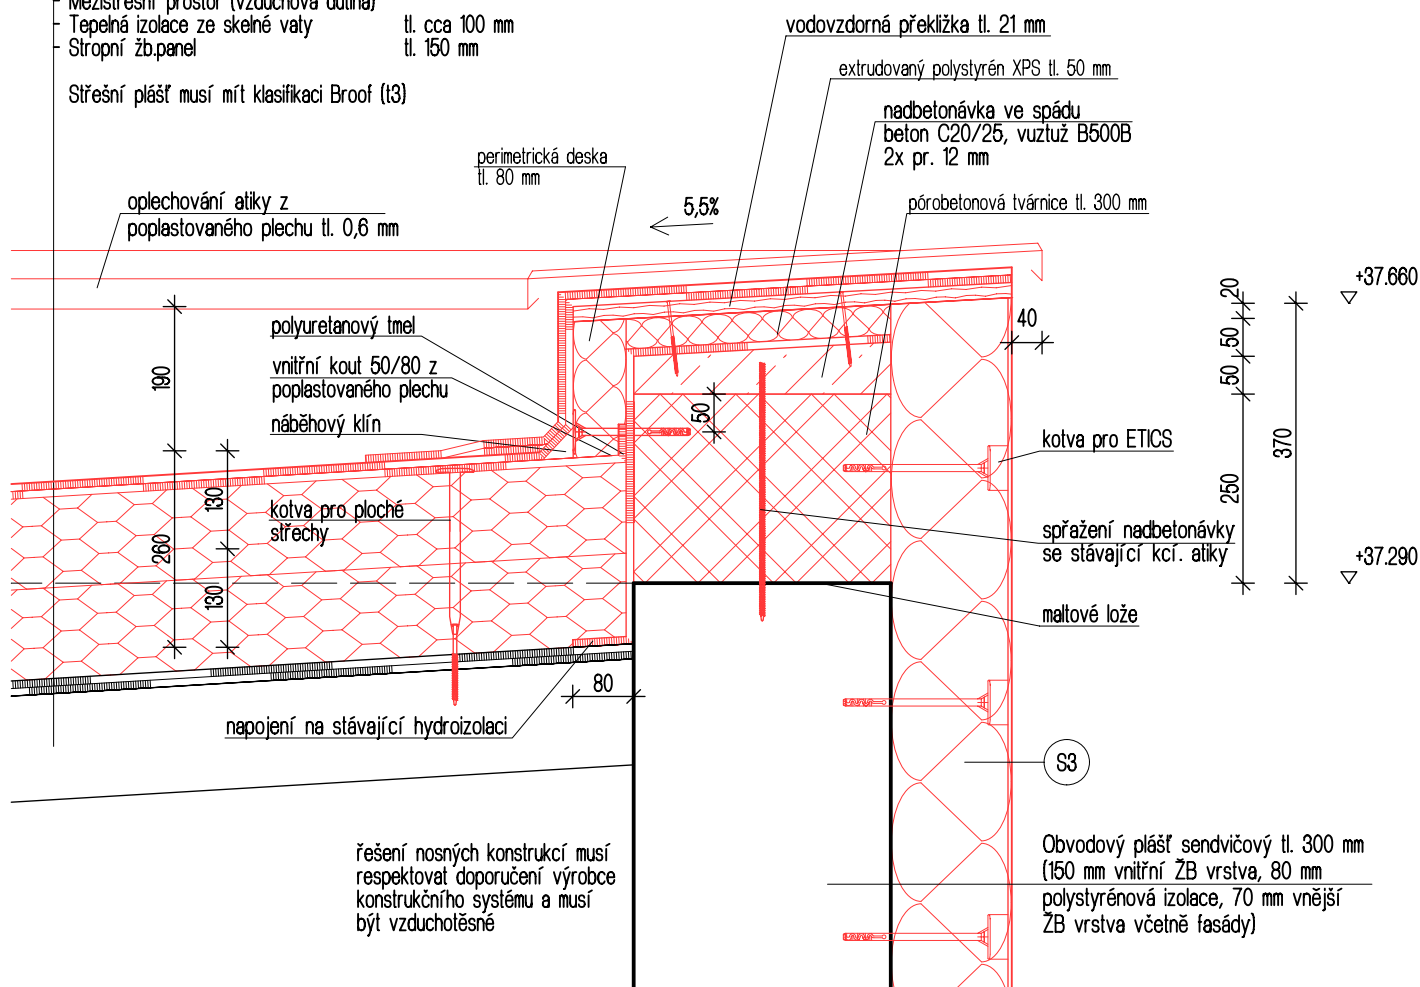 Mezistřešní prostor (vzduchová dutina)
- Tepelná izolace ze skelné vaty tl. cca 100 mm
- Stropní žb.panel tl. 150 mm
Střešní plášť musí mít klasifikaci Broof (t3)
vodovzdorná překližka tl. 21 mm
extrudovaný polystyrén XPS tl. 50 mm
nadbetonávka ve spádu
beton C20/25, vuztuž B500B
2x pr. 12 mm
perimetrická deska
tl. 80 mm
oplechování atiky z
poplastovaného plechu tl. 0,6 mm
5,5%
pórobetonová tvárnice tl. 300 mm
+37.660
20
40
50
50
190
polyuretanový tmel
vnitřní kout 50/80 z
poplastovaného plechu
náběhový klín
50
kotva pro ETICS
370
250
130
kotva pro ploché
střechy
260
130
spřažení nadbetonávky
se stávající kcí. atiky
+37.290
maltové lože
80
napojení na stávající hydroizolaci
S3
řešení nosných konstrukcí musí
respektovat doporučení výrobce
konstrukčního systému a musí
být vzduchotěsné
Obvodový plášť sendvičový tl. 300 mm
(150 mm vnitřní ŽB vrstva, 80 mm
polystyrénová izolace, 70 mm vnější
ŽB vrstva včetně fasády)